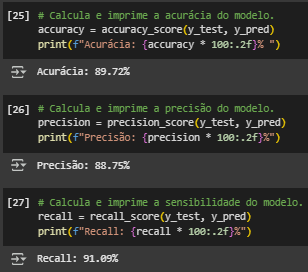 [25] # Calcula e imprime a acurácia do modelo.
accuracy = accuracy_score(y_test, y_pred)
print(f"Acurácia: {accuracy * 100:.2f}% ")
Acurácia: 89.72%
[26] # Calcula e imprime a precisão do modelo.
precision = precision_score(y_test, y_pred)
print(f"Precisão: {precision * 100:.2f}%")
Precisão: 88.75%
[27] # Calcula e imprime a sensibilidade do modelo.
recall = recall_score(y_test, y_pred)
print(f"Recall: {recall * 100:.2f}%")
Recall: 91.09%